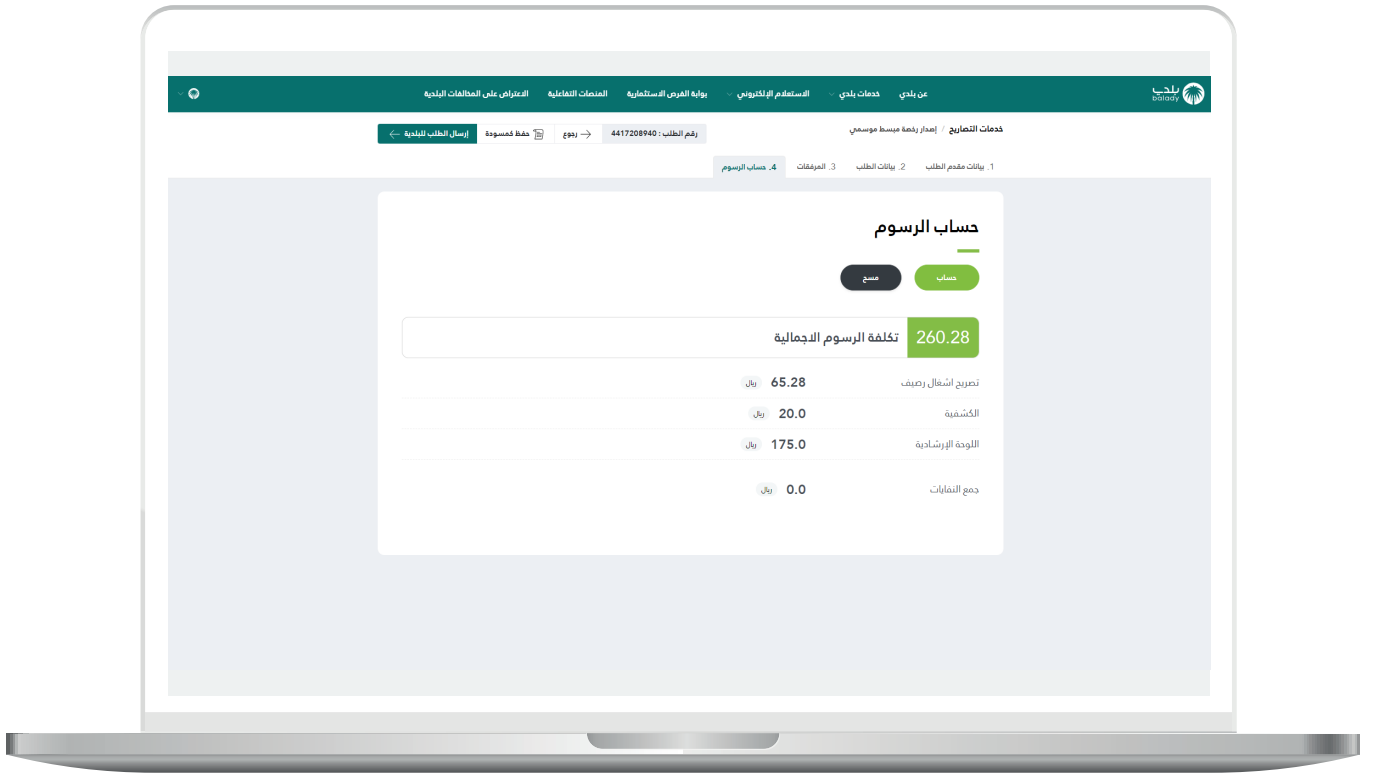 بلدي
balady
عن بلدي خدمات بلدي الاستعلام الإلكتروني بوابة الفرص الاستثمارية المنصات التفاعلية الاعتراض على المخالفات البلدية
خدمات التصاريح / إصدار رخصة مبسط موسمي
رقم الطلب : 4417208940 رجوع حفظ كمسودة إرسال الطلب للبلدية
1. بيانات مقدم الطلب 2. بيانات الطلب 3. المرفقات 4. حساب الرسوم
حساب الرسوم
حساب مسح
260.28 تكلفة الرسوم الاجمالية
تصريح اشغال رصيف 65.28 ريال
الكشفية 20.0 ريال
اللوحة الإرشادية 175.0 ريال
جمع النفايات 0.0 ريال